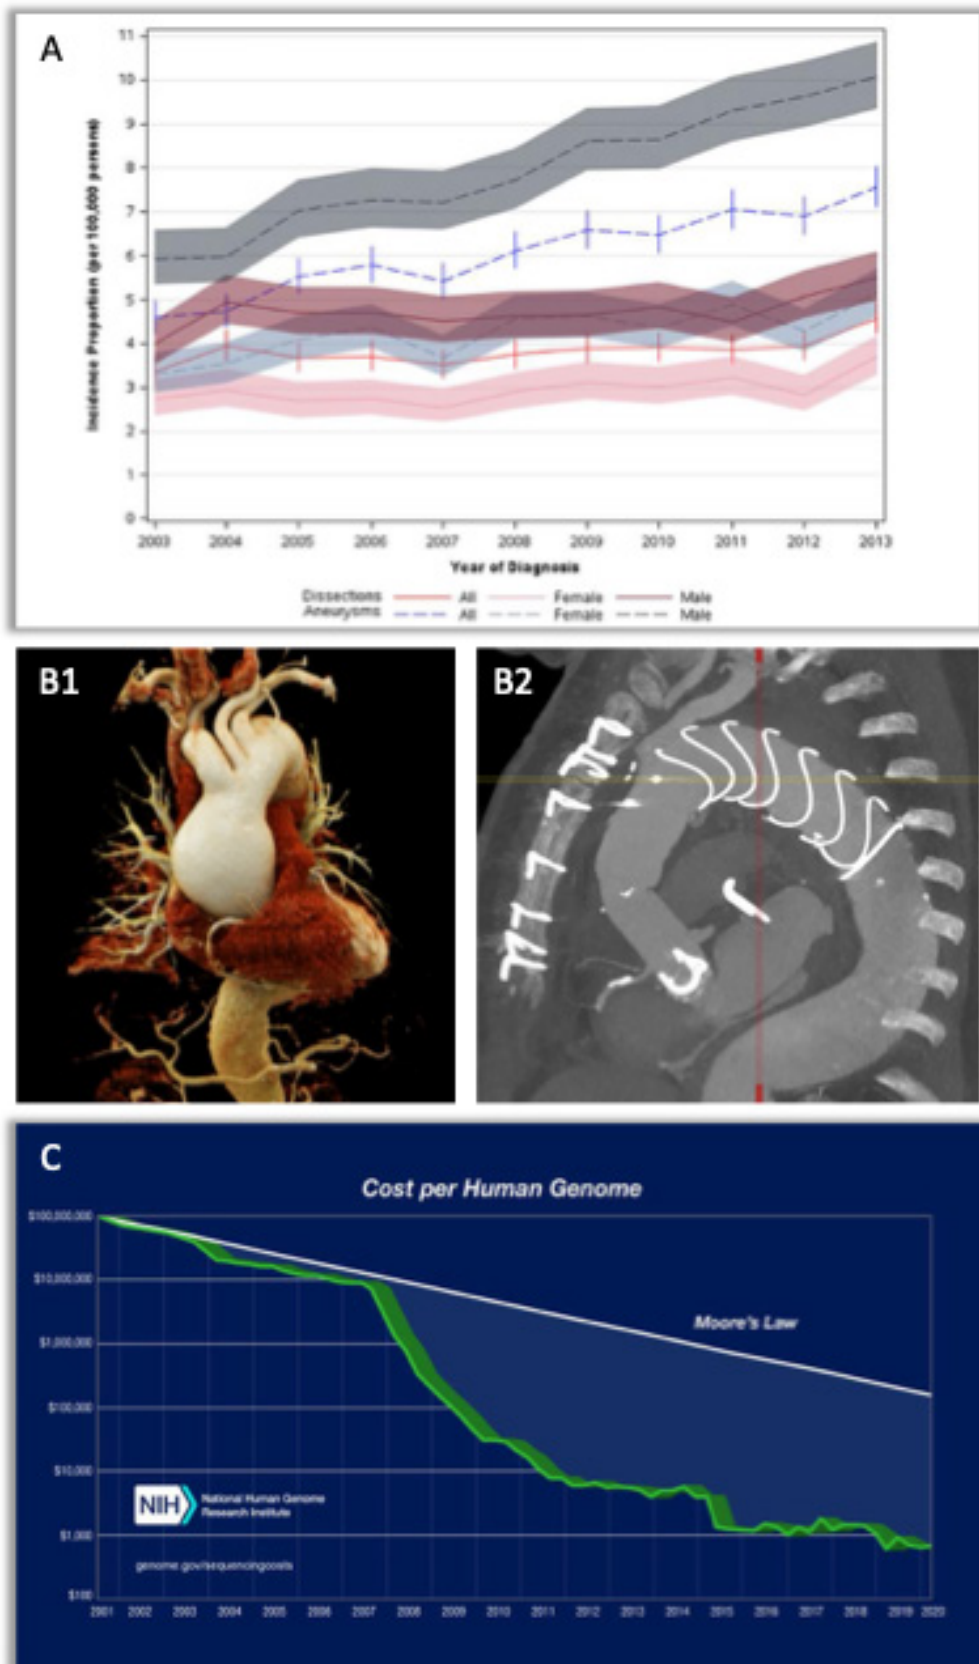 A
11
10
9
8
7
6
5
4
3
2
1
0
Incidence Proportion (per 100,000 persons)
2003 2004 2005 2006 2007 2008 2009 2010 2011 2012 2013
Year of Diagnosis
Dissections All Female Male
Aneurysms All Female Male
B1
B2
C
Cost per Human Genome
$100,000,000
$10,000,000
$1,000,000
$100,000
$10,000
$1,000
$100
Moore's Law
NIH National Human Genome
Research Institute
genome.gov/sequencingcosts
2001 2002 2003 2004 2005 2006 2007 2008 2009 2010 2011 2012 2013 2014 2015 2016 2017 2018 2019 2020